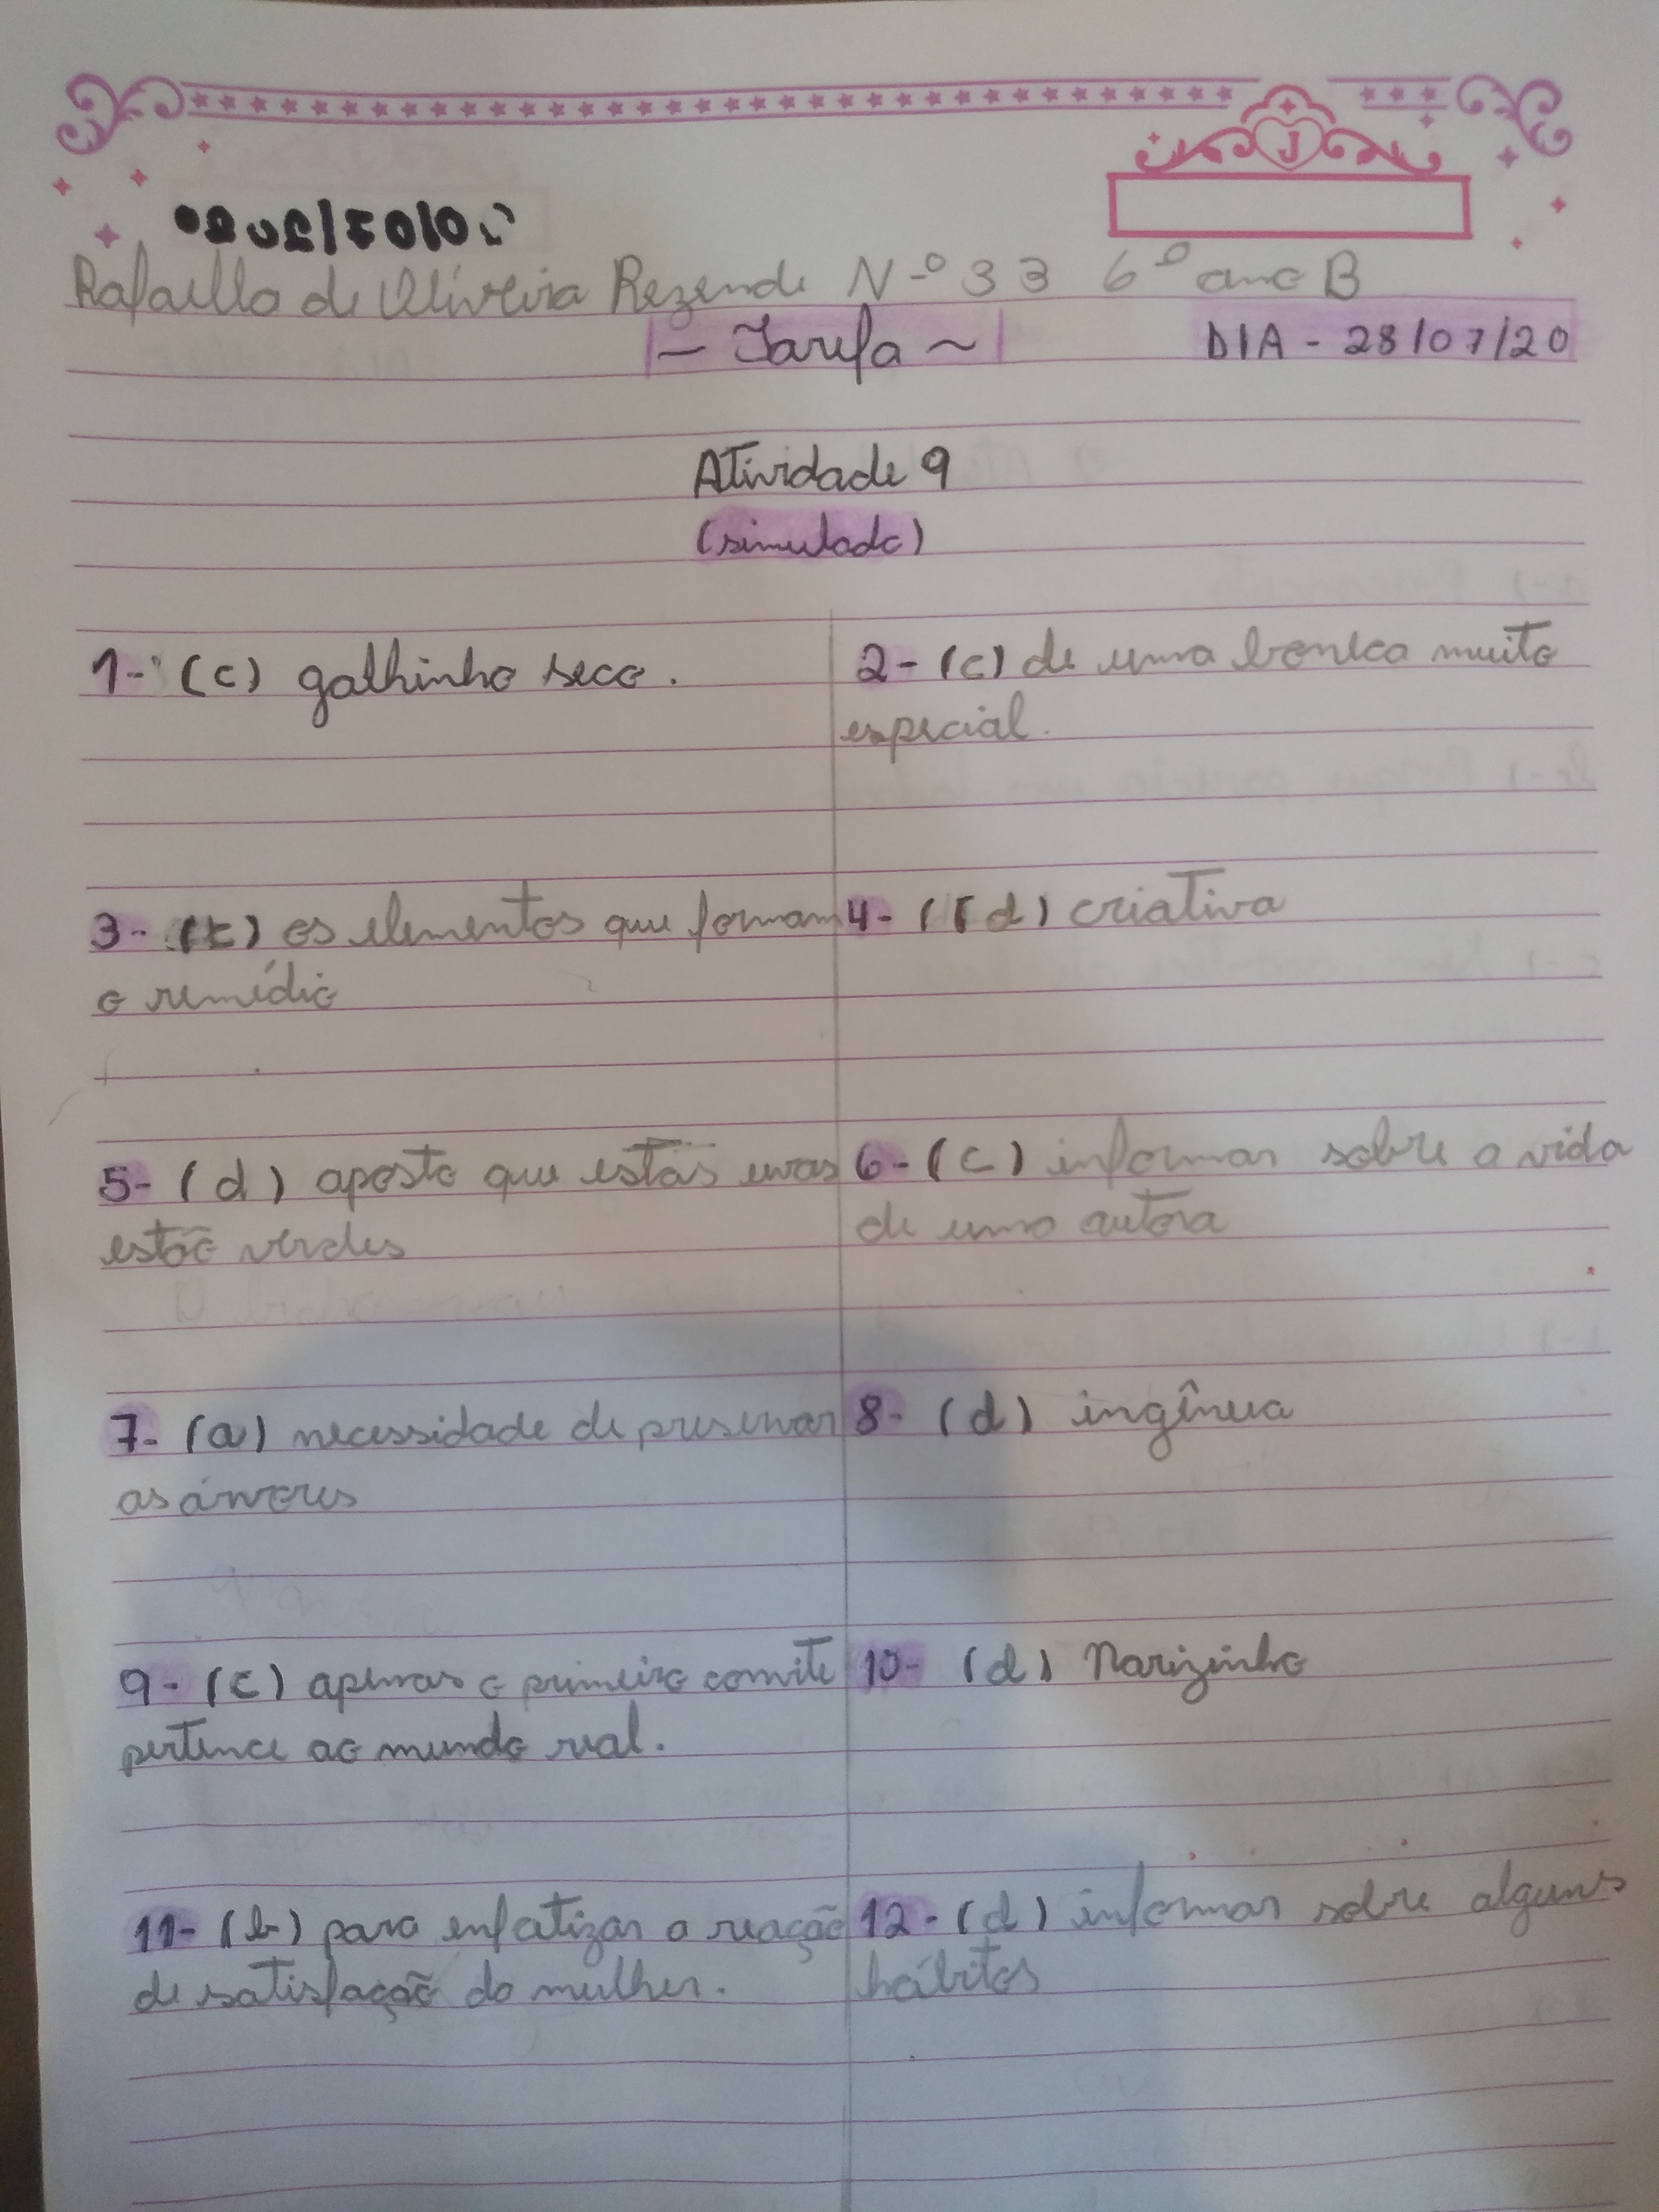 J
Rafaella de Oliveira Rezende Nº 33 6º ano B
- Tarefa ~
DIA - 28/07/20
Atividade 9
(simulado)
1- (c) galhinho seco.
2- (c) de uma boneca muito
especial.
3- (c) os elementos que formam
o remédio
4- (d) criativa
5- (d) aposto que estas uvas
estão verdes
6- (c) informar sobre a vida
de uma autora
7- (a) necessidade de preservar
as árvores
8- (d) ingênua
9- (c) apenas o primeiro convite
pertence ao mundo real.
10- (d) Narizinho
11- (b) para enfatizar a reação
de satisfação da mulher.
12- (d) informar sobre alguns
hábitos